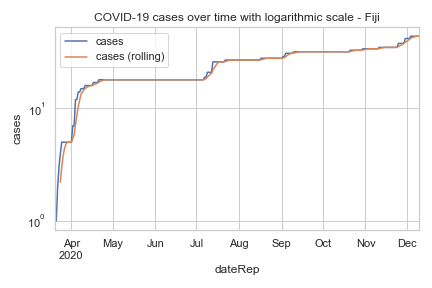 COVID-19 cases over time with logarithmic scale - Fiji
cases
cases (rolling)
10¹
10⁰
cases
Apr May Jun Jul Aug Sep Oct Nov Dec
2020
dateRep